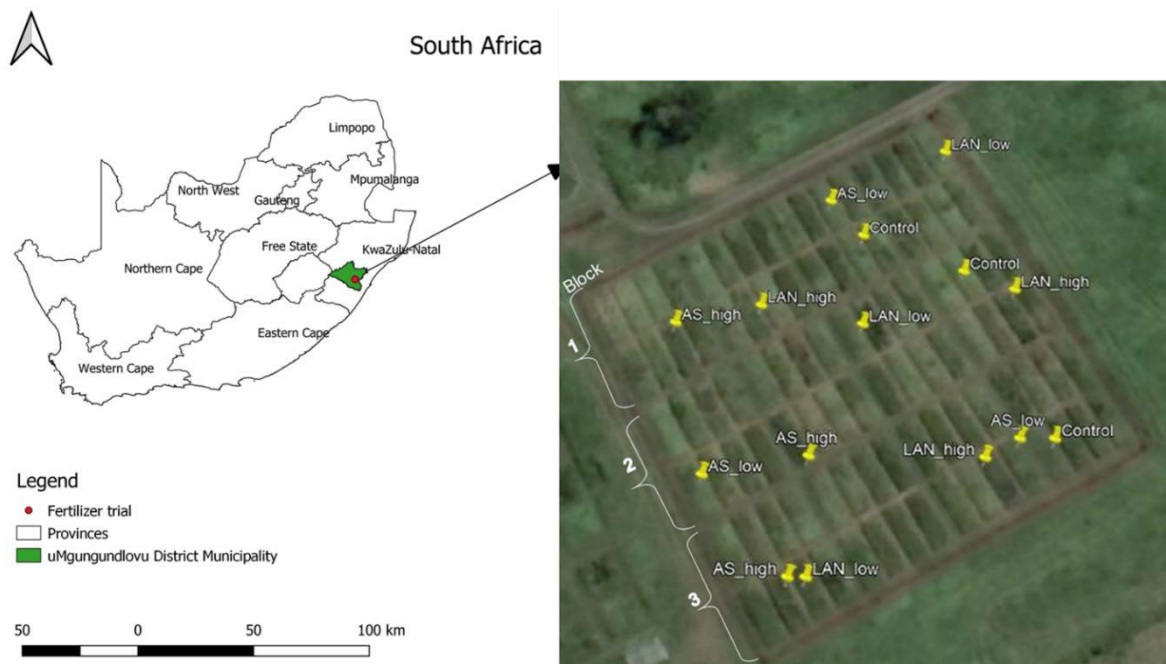 South Africa
Limpopo
North West
Mpumalanga
Gauteng
Free State
KwaZulu-Natal
Northern Cape
Eastern Cape
Western Cape
Legend
Fertilizer trial
Provinces
uMgungundlovu District Municipality
50 0 50 100 km
LAN_low
AS_low
Control
Control
LAN_high
Block
LAN_high
AS_high
LAN_low
1
AS_low
Control
AS_high
LAN_high
AS_low
2
AS_high
LAN_low
3